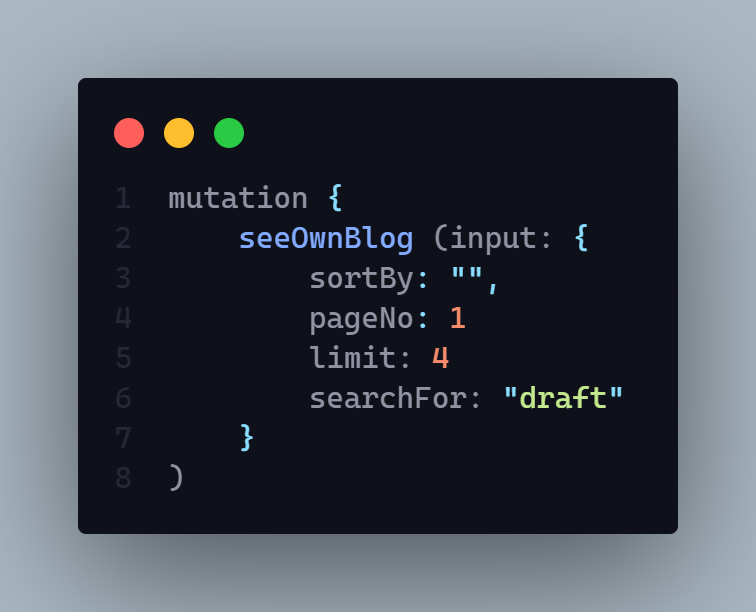 1 mutation {
2     seeOwnBlog (input: {
3         sortBy: "",
4         pageNo: 1
5         limit: 4
6         searchFor: "draft"
7     }
8 )